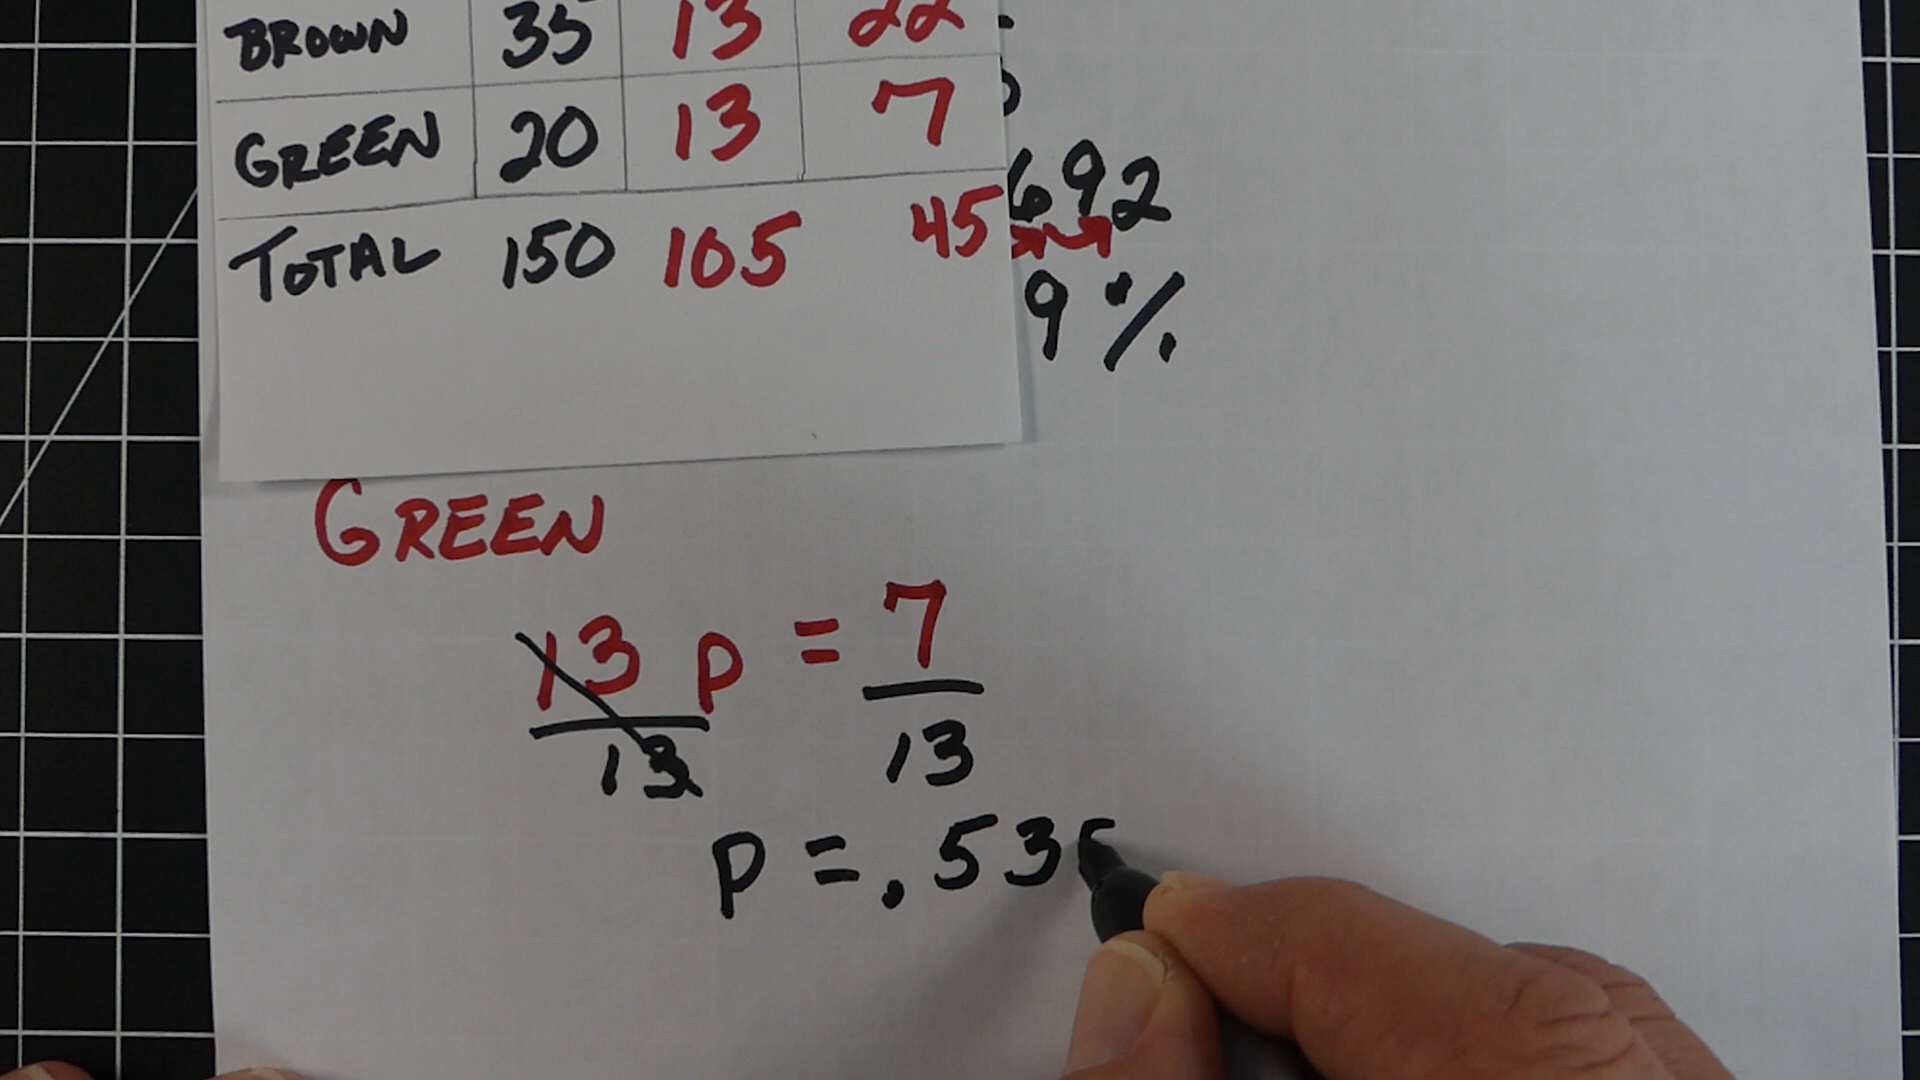 BROWN 35 13 22
GREEN 20 13 7
692
TOTAL 150 105 45
9%
GREEN
13 p = 7
13 13
p = .535